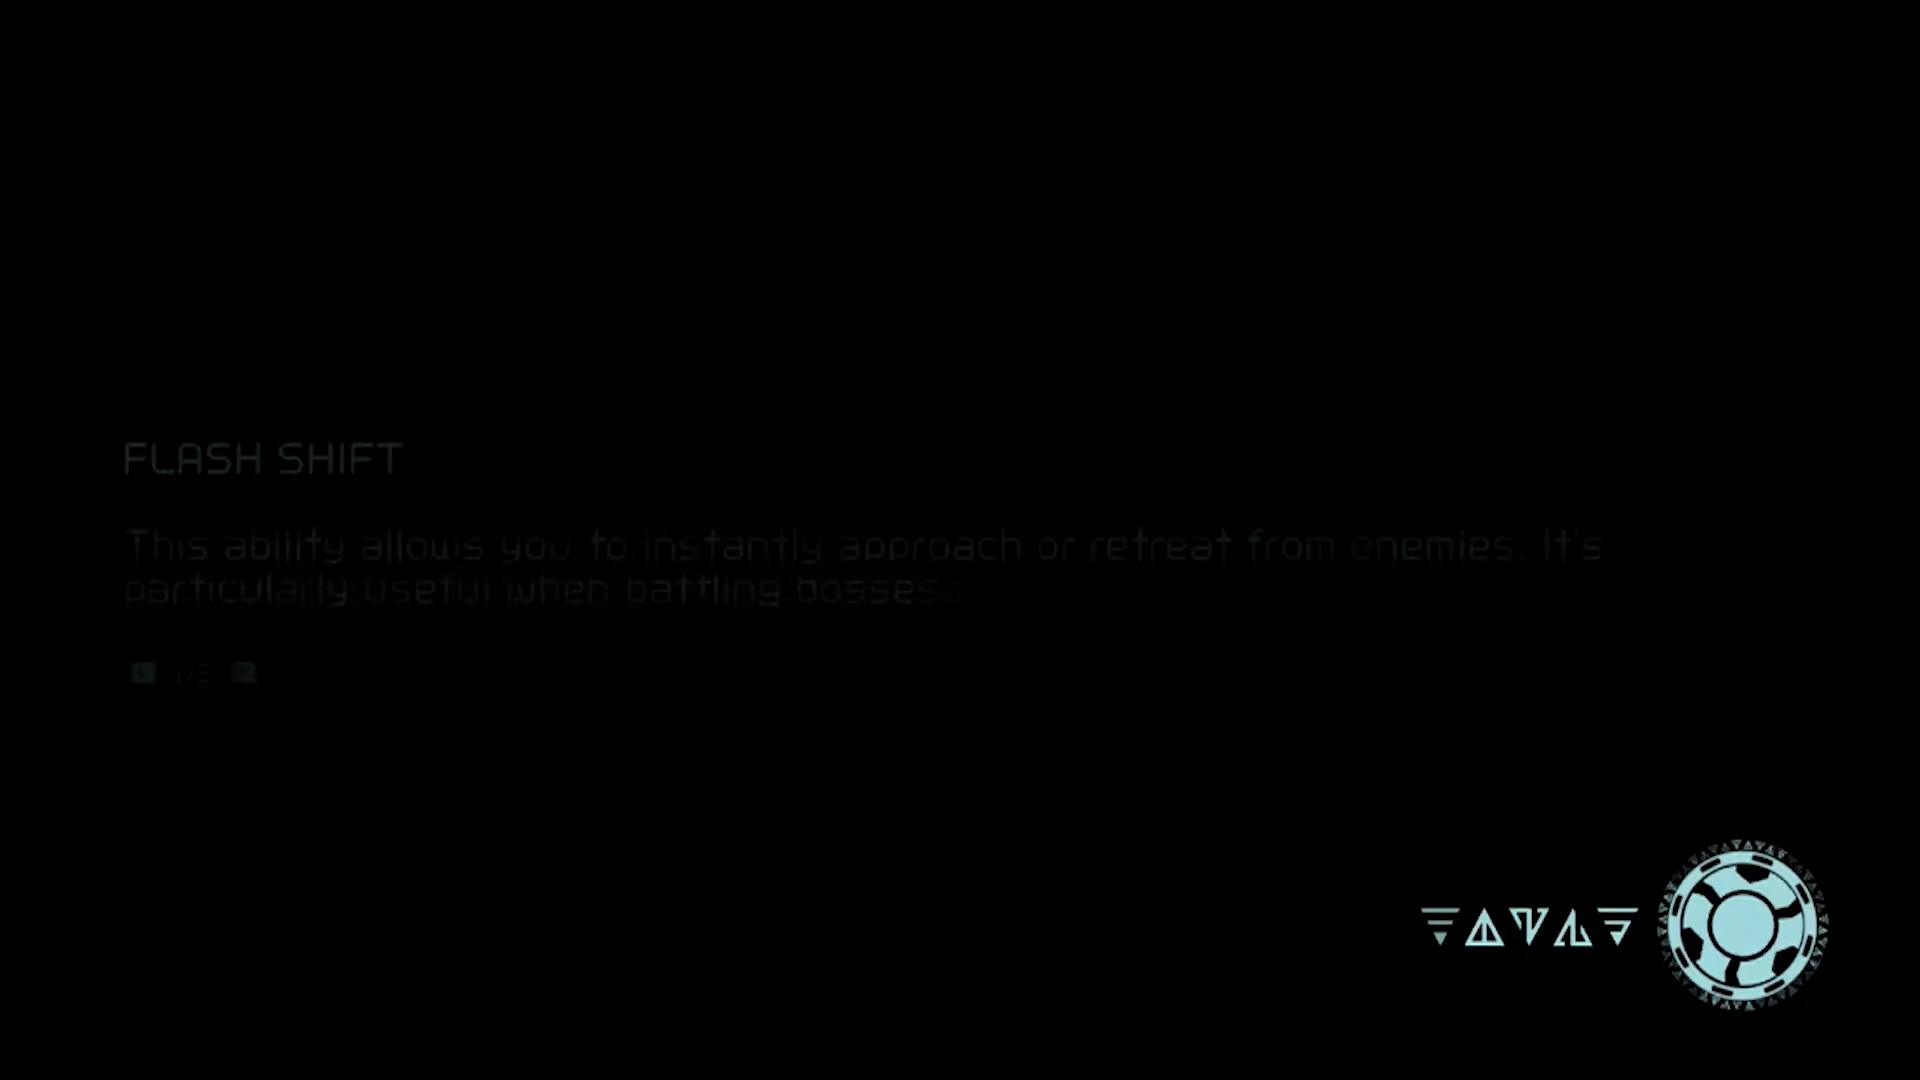 FLASH SHIFT
This ability allows you to instantly approach or retreat from enemies. It's
particularly useful when battling bosses.